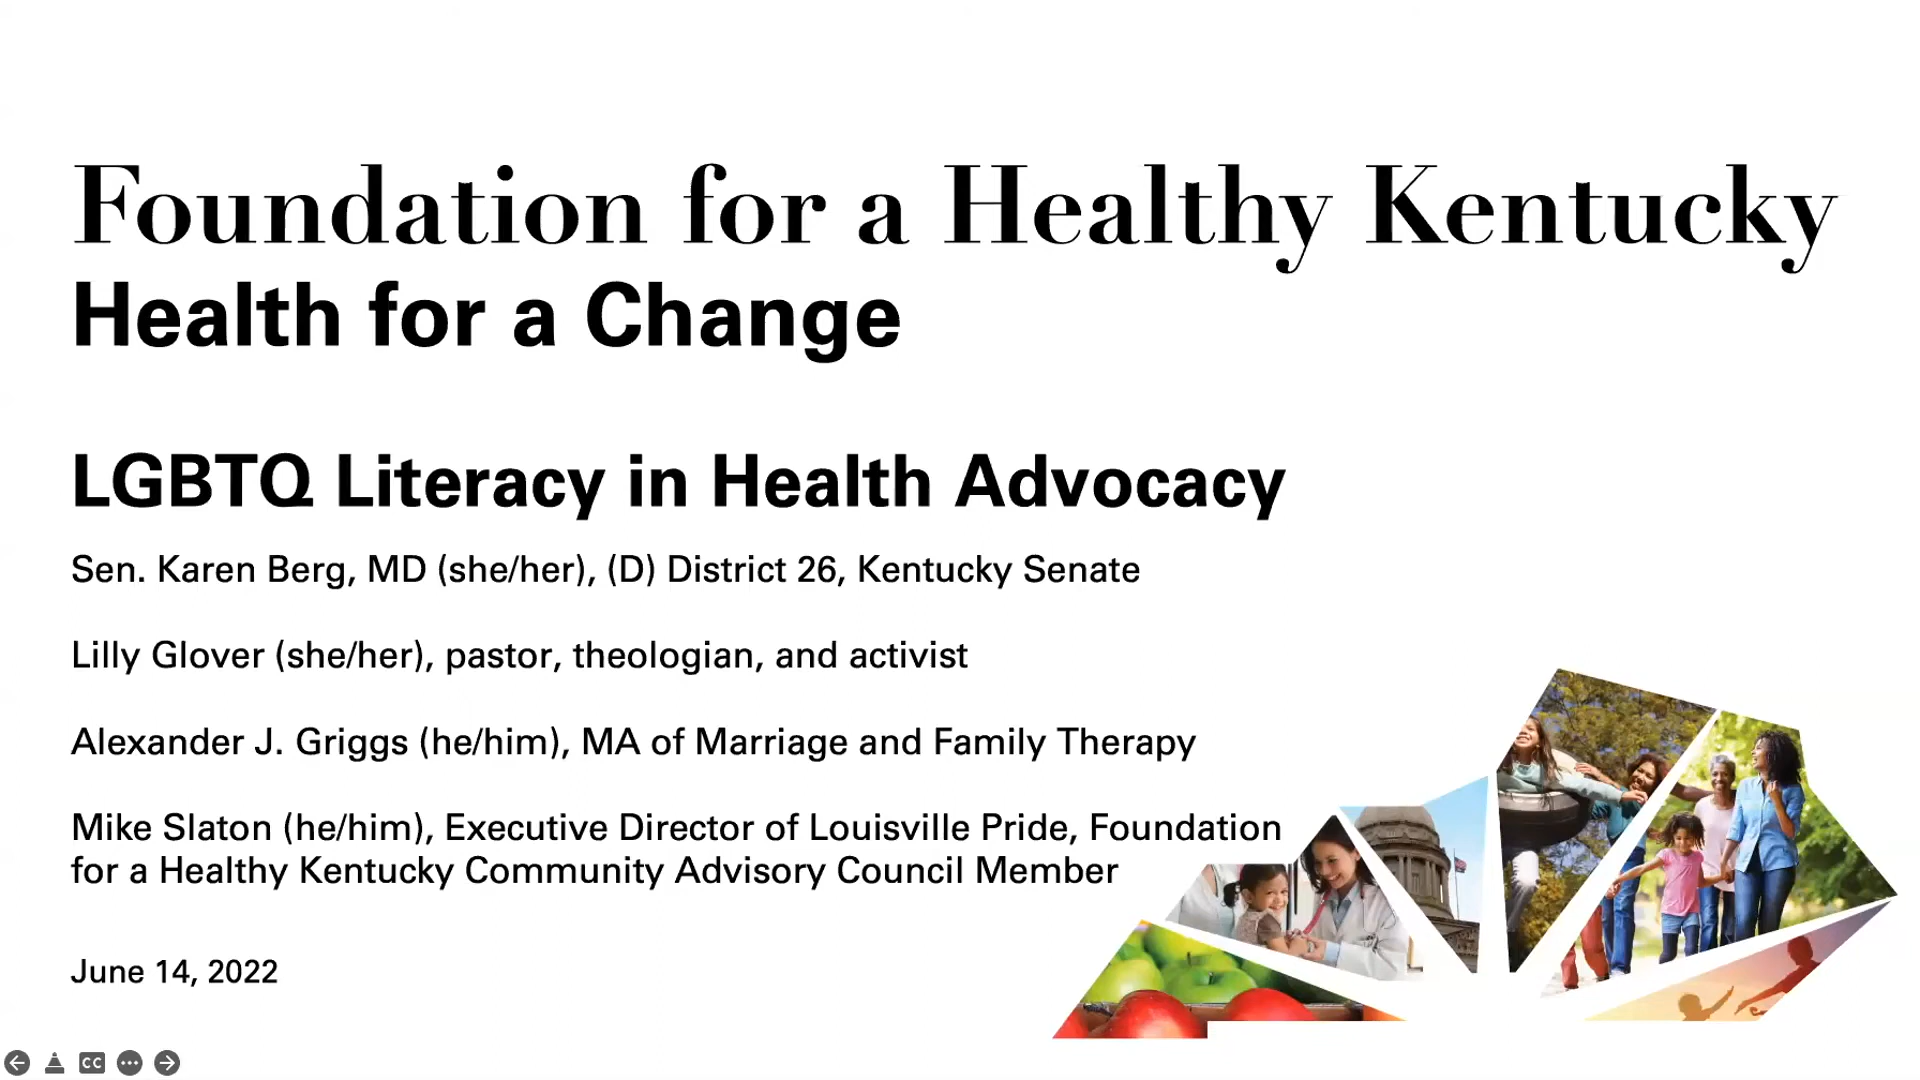 Foundation for a Healthy Kentucky
Health for a Change
LGBTQ Literacy in Health Advocacy
Sen. Karen Berg, MD (she/her), (D) District 26, Kentucky Senate
Lilly Glover (she/her), pastor, theologian, and activist
Alexander J. Griggs (he/him), MA of Marriage and Family Therapy
Mike Slaton (he/him), Executive Director of Louisville Pride, Foundation
for a Healthy Kentucky Community Advisory Council Member
June 14, 2022
CC